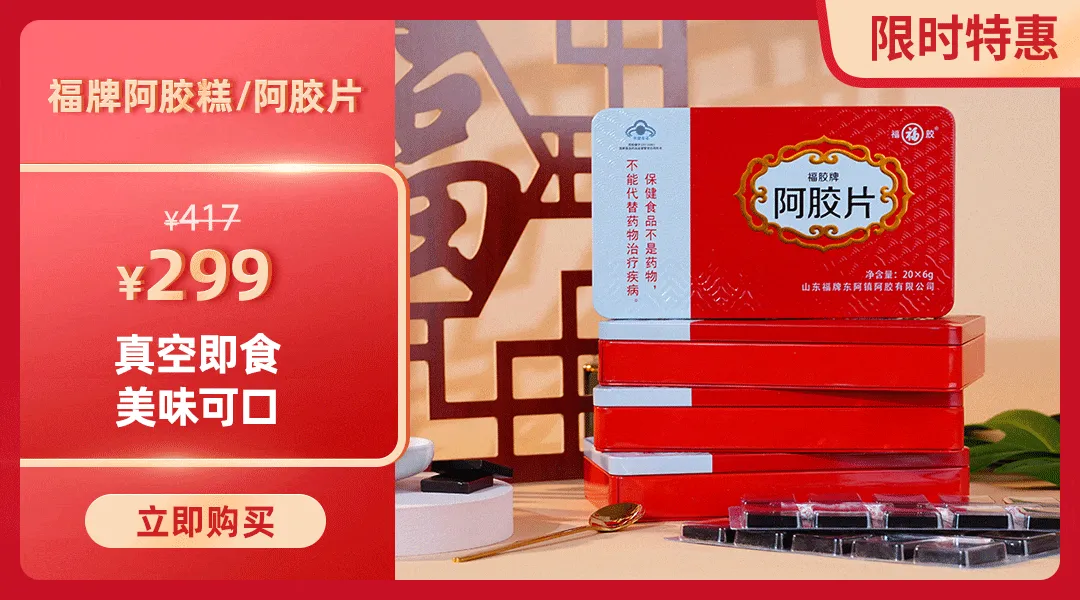 限时特惠
福牌阿胶糕/阿胶片
¥417
¥299
真空即食
美味可口
立即购买
保健食品不是药物，
不能代替药物治疗疾病。
福 福 胶®
福胶牌
阿胶片
净含量：20×6g
山东福牌东阿镇阿胶有限公司